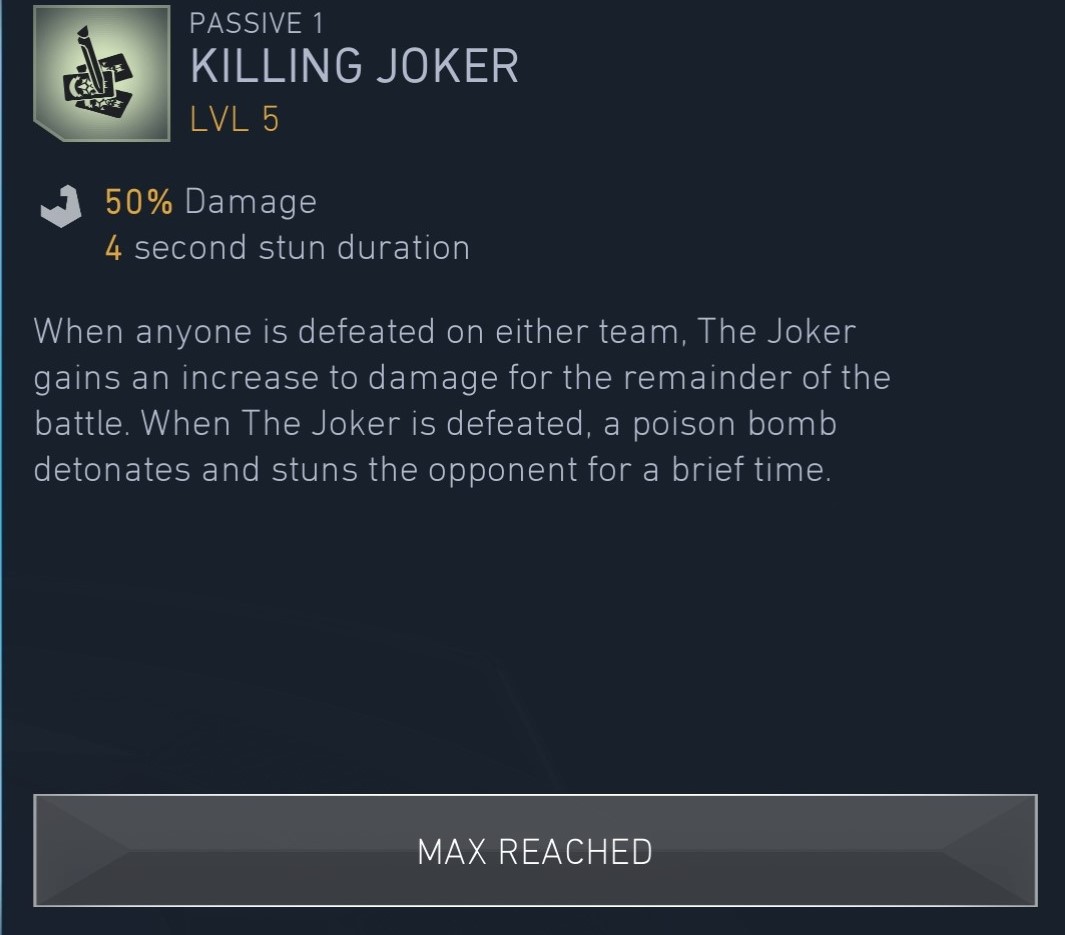 PASSIVE 1
KILLING JOKER
LVL 5
50% Damage
4 second stun duration
When anyone is defeated on either team, The Joker
gains an increase to damage for the remainder of the
battle. When The Joker is defeated, a poison bomb
detonates and stuns the opponent for a brief time.
MAX REACHED